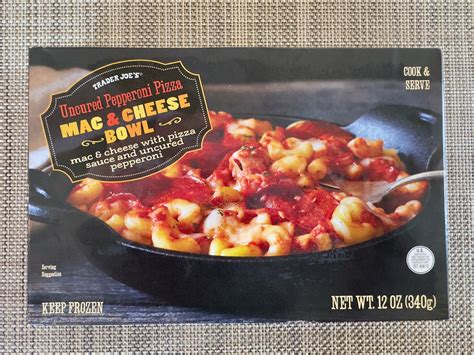 TRADER JOE'S®
Uncured Pepperoni Pizza
MAC & CHEESE
BOWL
mac & cheese with pizza
sauce and uncured
pepperoni
COOK &
SERVE
Serving
Suggestion
KEEP FROZEN
NET WT. 12 OZ (340g)